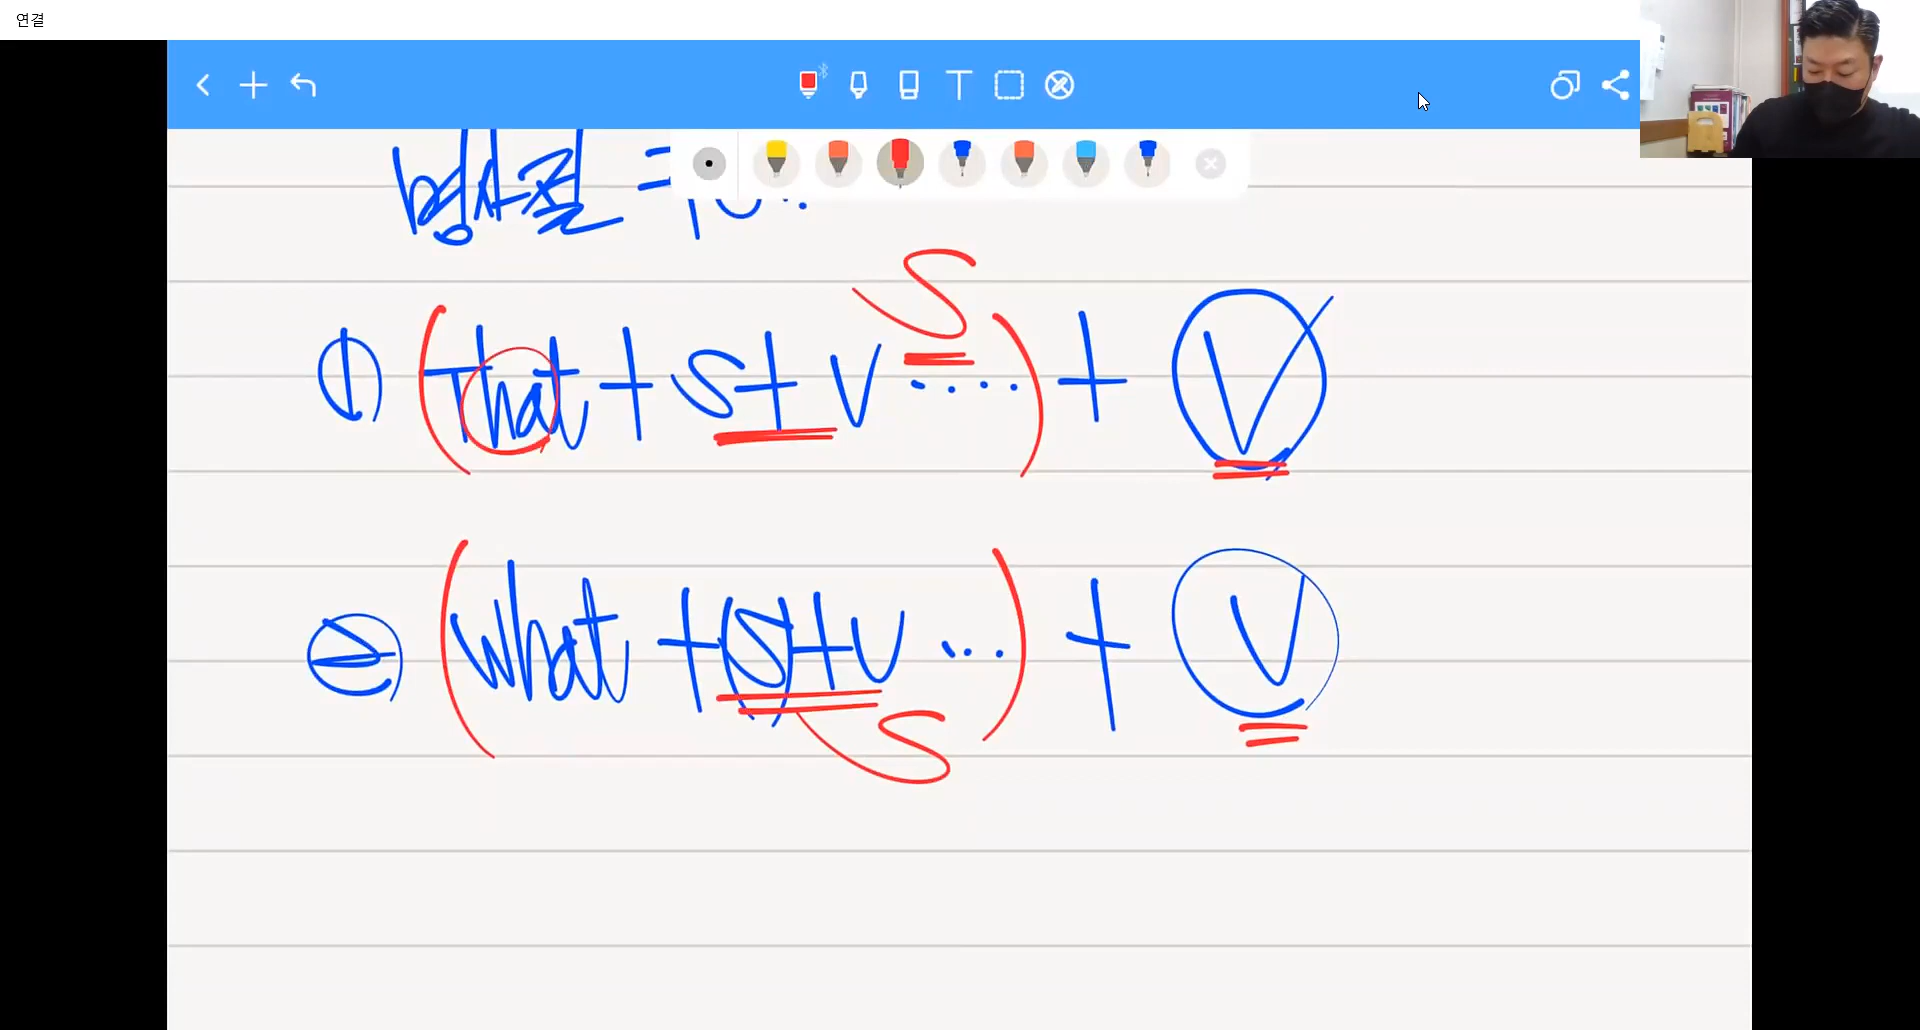 연결
명사절 =
① (That + S + V ....) + V
S
② (What + (S) + V ...) + V
S